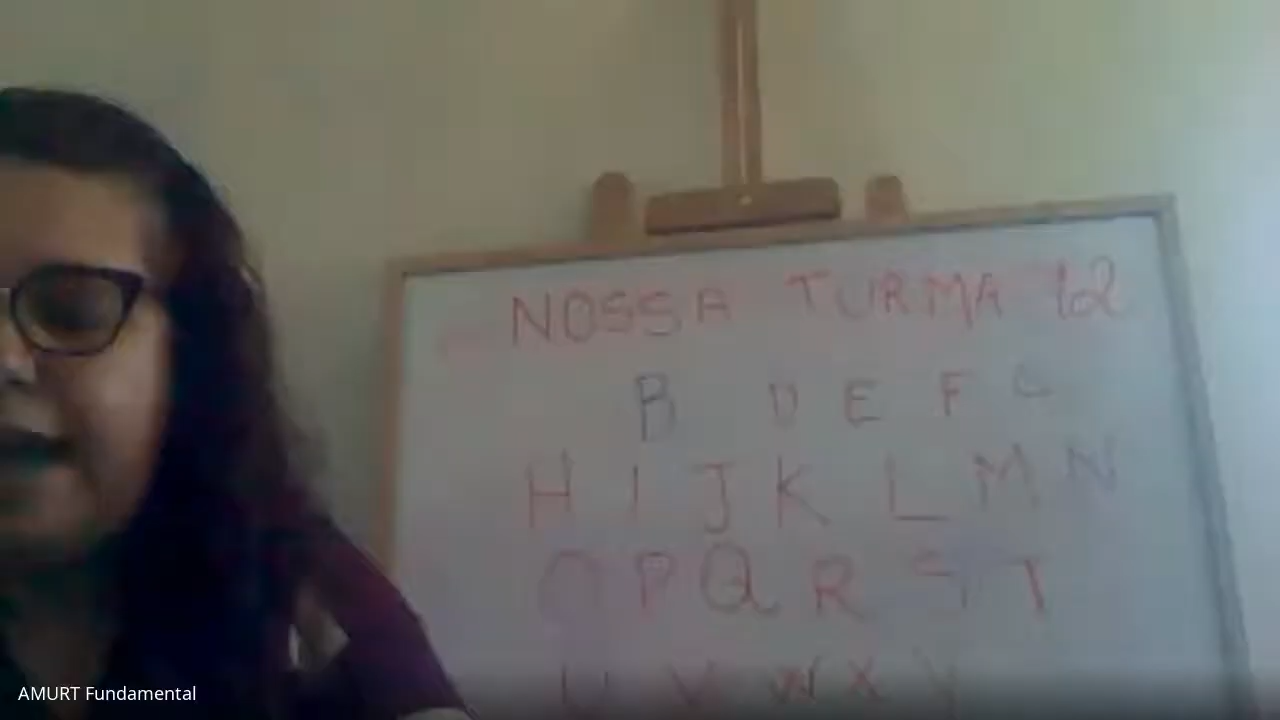 NOSSA TURMA 12
B D E F G
H I J K L M N
O P Q R S T
U V W X Y
AMURT Fundamental